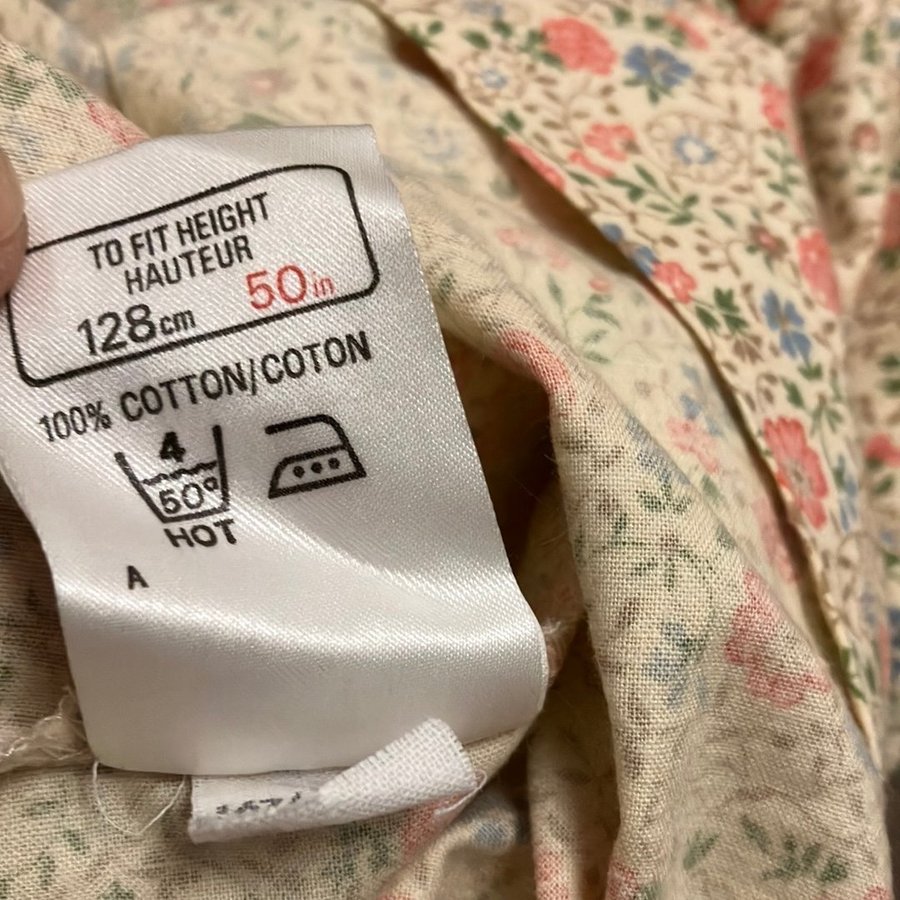 TO FIT HEIGHT
HAUTEUR
128cm 50in
100% COTTON/COTON
4
50°
HOT
A